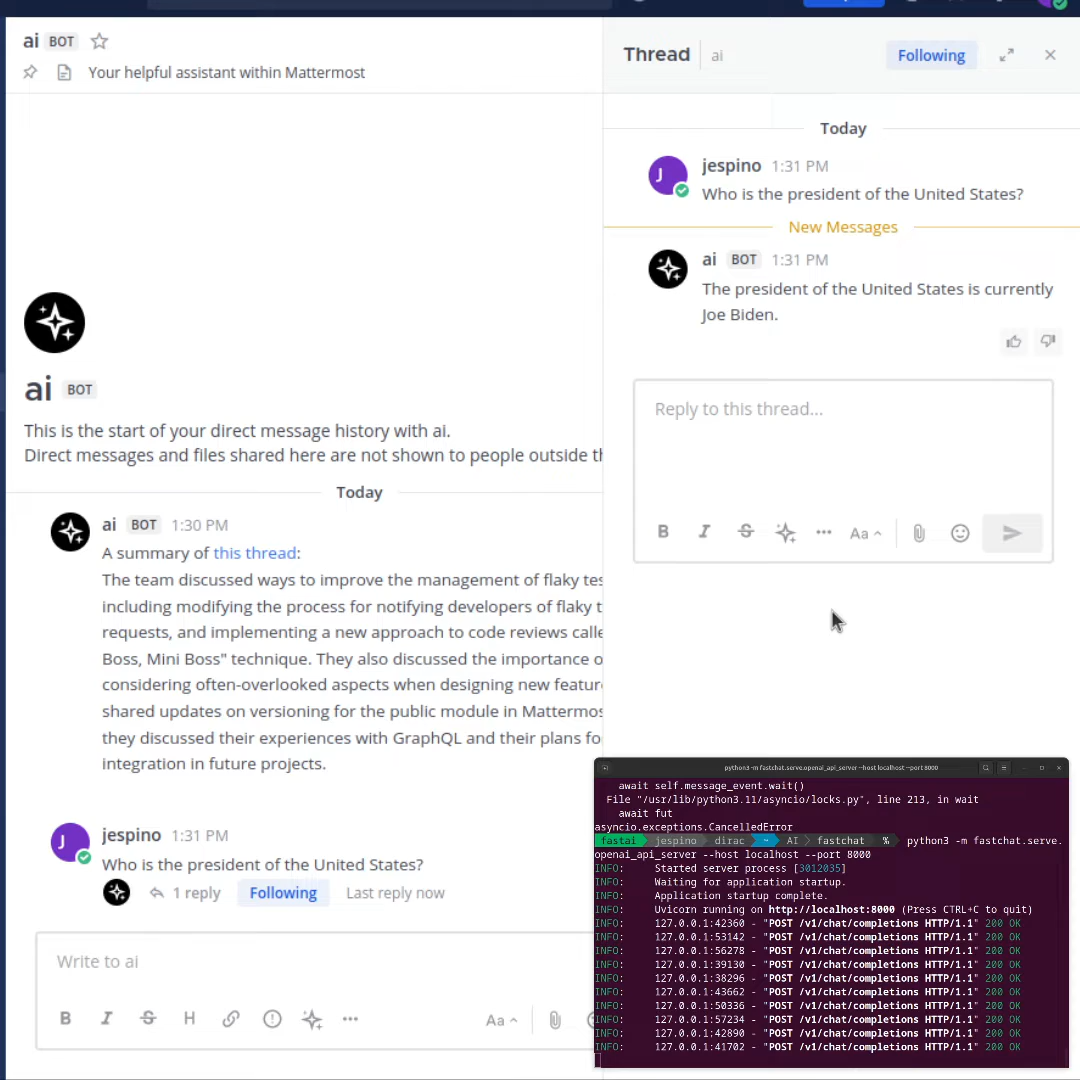 ai BOT
Your helpful assistant within Mattermost
ai BOT
This is the start of your direct message history with ai.
Direct messages and files shared here are not shown to people outside th
Today
ai BOT 1:30 PM
A summary of this thread:
The team discussed ways to improve the management of flaky tes
including modifying the process for notifying developers of flaky t
requests, and implementing a new approach to code reviews calle
Boss, Mini Boss" technique. They also discussed the importance o
considering often-overlooked aspects when designing new featur
shared updates on versioning for the public module in Mattermos
they discussed their experiences with GraphQL and their plans fo
integration in future projects.
J
jespino 1:31 PM
Who is the president of the United States?
1 reply Following Last reply now
Write to ai
B I S H Aa
Thread ai Following
Today
J
jespino 1:31 PM
Who is the president of the United States?
New Messages
ai BOT 1:31 PM
The president of the United States is currently
Joe Biden.
Reply to this thread...
B I S Aa
python3 -m fastchat.serve.openai_api_server --host localhost --port 8000
await self.message_event.wait()
File "/usr/lib/python3.11/asyncio/locks.py", line 213, in wait
await fut
asyncio.exceptions.CancelledError
fastai jespino dirac ~ AI fastchat % python3 -m fastchat.serve.
openai_api_server --host localhost --port 8000
INFO: Started server process [3012035]
INFO: Waiting for application startup.
INFO: Application startup complete.
INFO: Uvicorn running on http://localhost:8000 (Press CTRL+C to quit)
INFO: 127.0.0.1:42360 - "POST /v1/chat/completions HTTP/1.1" 200 OK
INFO: 127.0.0.1:53142 - "POST /v1/chat/completions HTTP/1.1" 200 OK
INFO: 127.0.0.1:56278 - "POST /v1/chat/completions HTTP/1.1" 200 OK
INFO: 127.0.0.1:39130 - "POST /v1/chat/completions HTTP/1.1" 200 OK
INFO: 127.0.0.1:38296 - "POST /v1/chat/completions HTTP/1.1" 200 OK
INFO: 127.0.0.1:43662 - "POST /v1/chat/completions HTTP/1.1" 200 OK
INFO: 127.0.0.1:50336 - "POST /v1/chat/completions HTTP/1.1" 200 OK
INFO: 127.0.0.1:57234 - "POST /v1/chat/completions HTTP/1.1" 200 OK
INFO: 127.0.0.1:42890 - "POST /v1/chat/completions HTTP/1.1" 200 OK
INFO: 127.0.0.1:41702 - "POST /v1/chat/completions HTTP/1.1" 200 OK